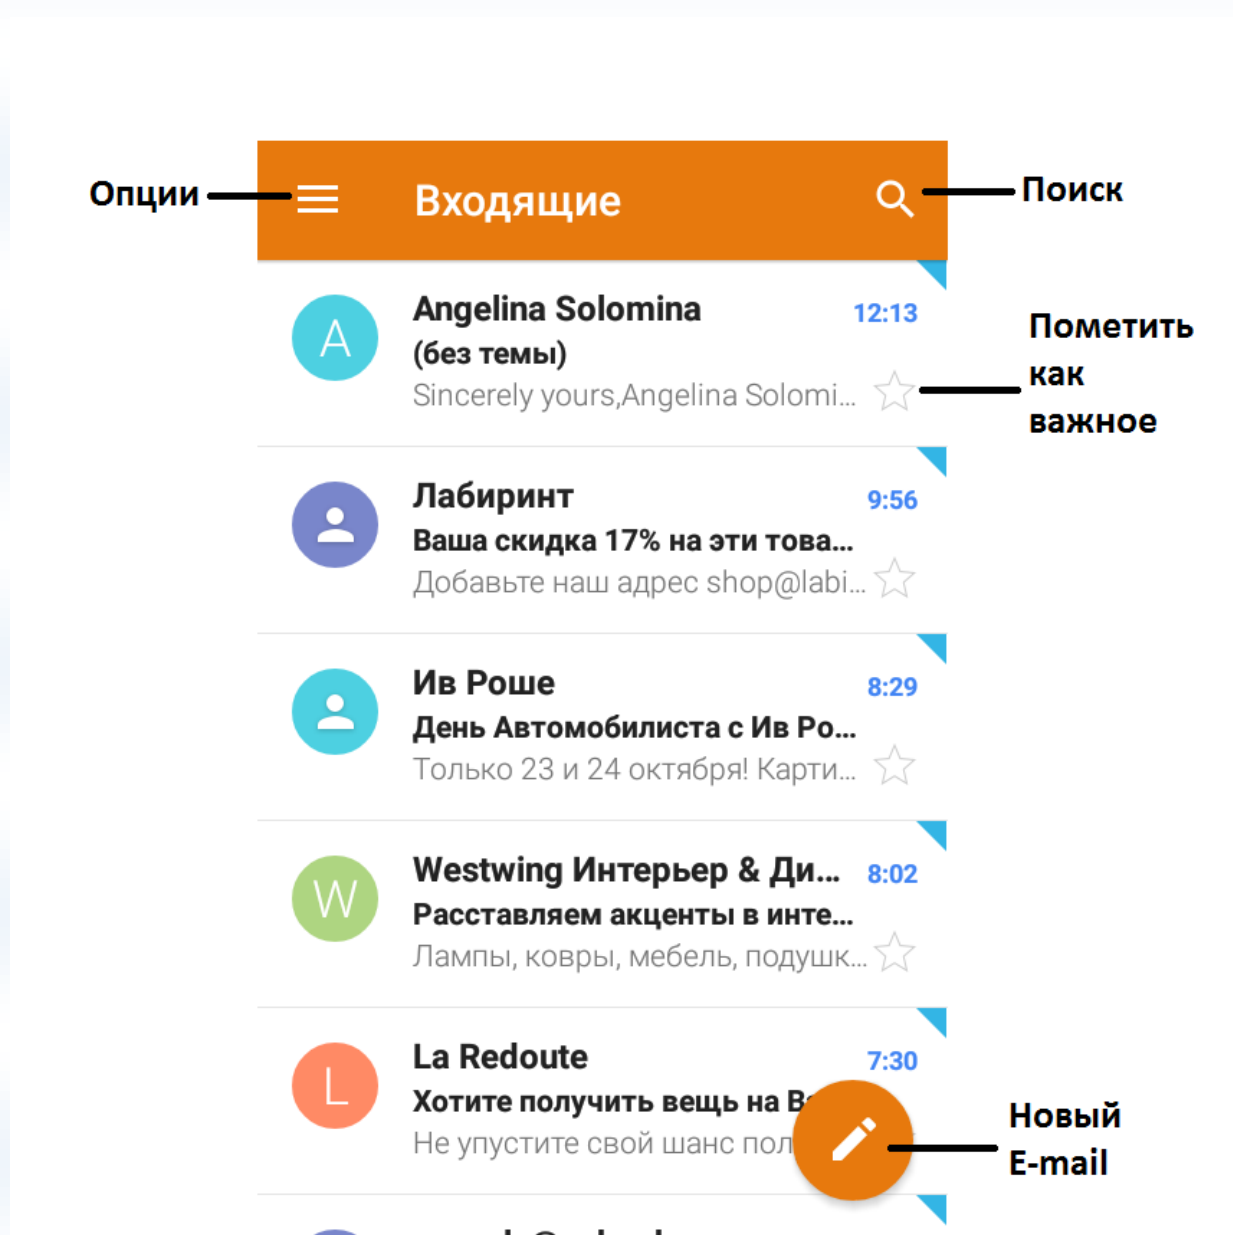 Опции
Входящие
Поиск
A
Angelina Solomina
12:13
(без темы)
Sincerely yours,Angelina Solomi...
Пометить
как
важное
Лабиринт
9:56
Ваша скидка 17% на эти това...
Добавьте наш адрес shop@labi...
Ив Роше
8:29
День Автомобилиста с Ив Ро...
Только 23 и 24 октября! Карти...
W
Westwing Интерьер & Ди...
8:02
Расставляем акценты в инте...
Лампы, ковры, мебель, подушк...
L
La Redoute
7:30
Хотите получить вещь на
Не упустите свой шанс пол
Новый
E-mail